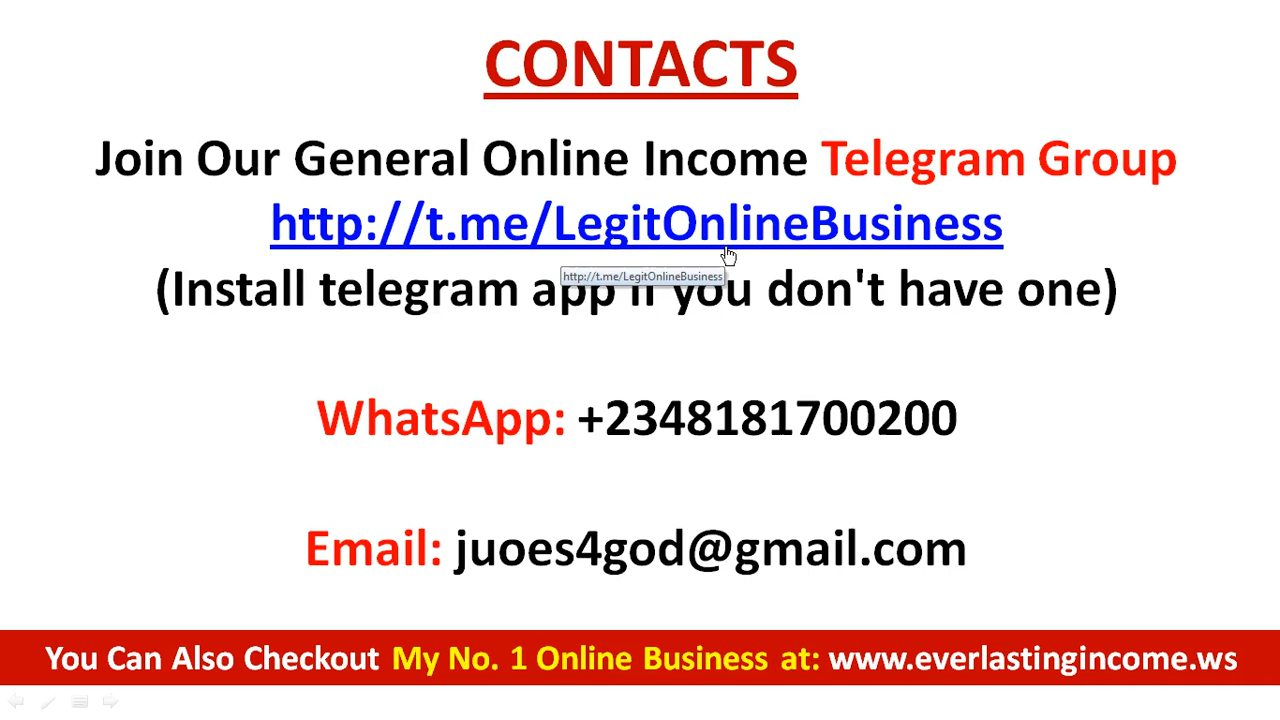 CONTACTS
Join Our General Online Income Telegram Group
http://t.me/LegitOnlineBusiness
http://t.me/LegitOnlineBusiness
(Install telegram app if you don't have one)
WhatsApp: +2348181700200
Email: juoes4god@gmail.com
You Can Also Checkout My No. 1 Online Business at: www.everlastingincome.ws